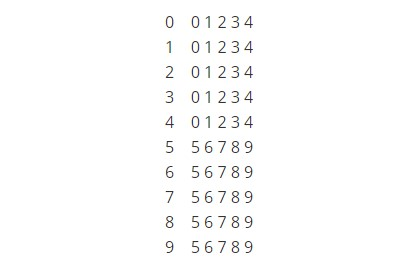 0 0 1 2 3 4
1 0 1 2 3 4
2 0 1 2 3 4
3 0 1 2 3 4
4 0 1 2 3 4
5 5 6 7 8 9
6 5 6 7 8 9
7 5 6 7 8 9
8 5 6 7 8 9
9 5 6 7 8 9